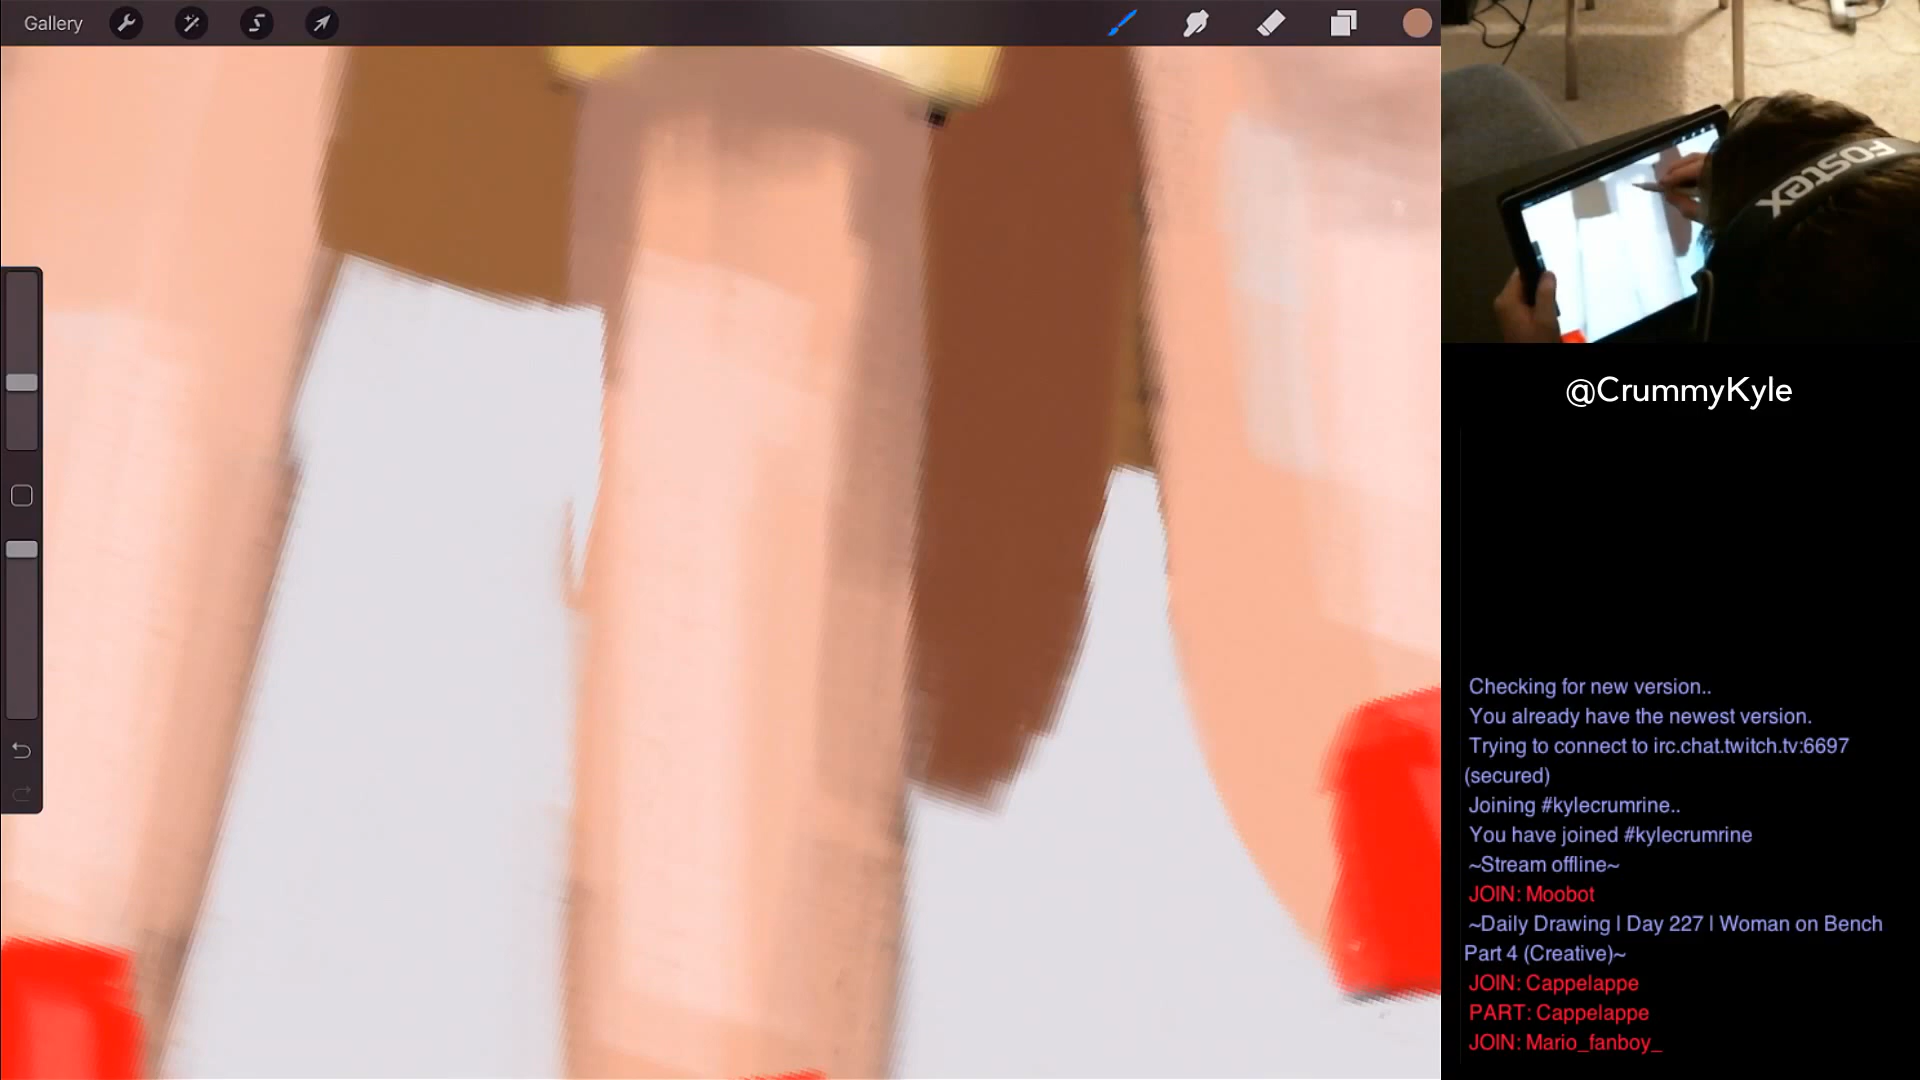 Gallery
FOSTEX
@CrummyKyle
Checking for new version..
You already have the newest version.
Trying to connect to irc.chat.twitch.tv:6697
(secured)
Joining #kylecrumrine..
You have joined #kylecrumrine
~Stream offline~
JOIN: Moobot
~Daily Drawing | Day 227 | Woman on Bench
Part 4 (Creative)~
JOIN: Cappelappe
PART: Cappelappe
JOIN: Mario_fanboy_